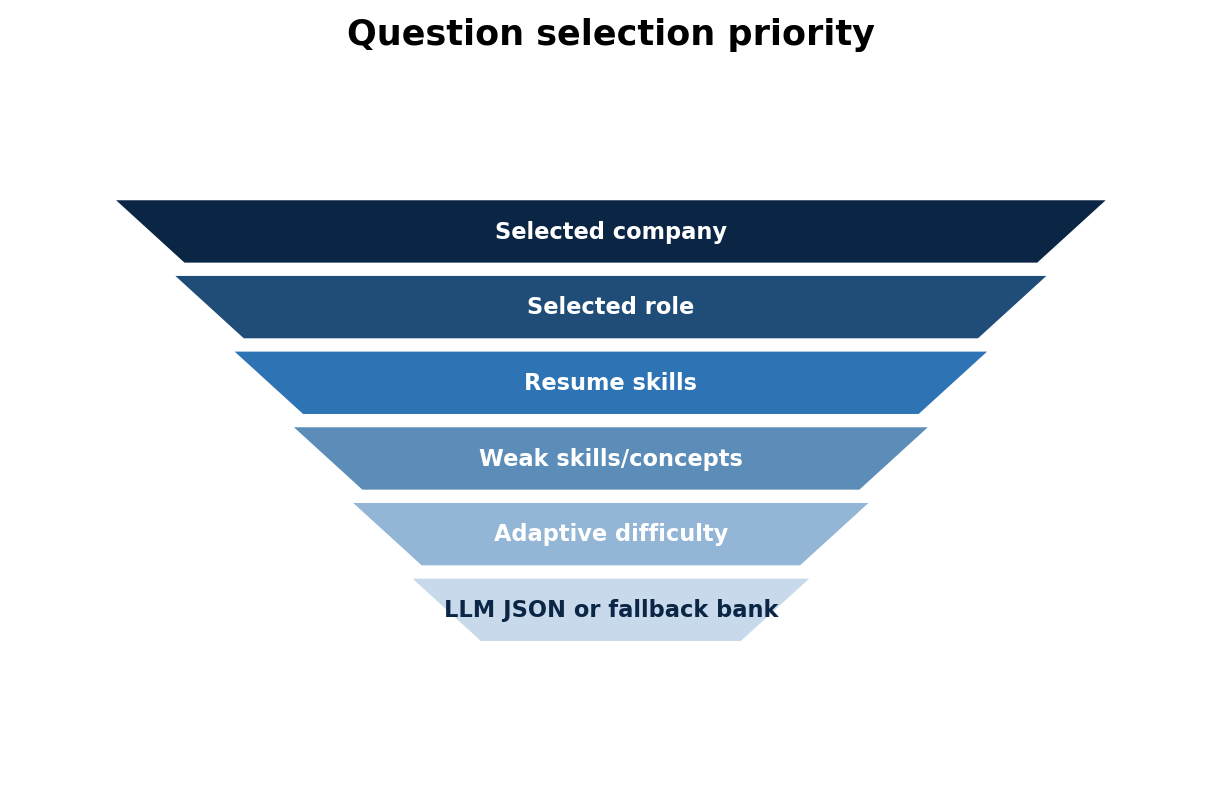 Question selection priority
Selected company
Selected role
Resume skills
Weak skills/concepts
Adaptive difficulty
LLM JSON or fallback bank